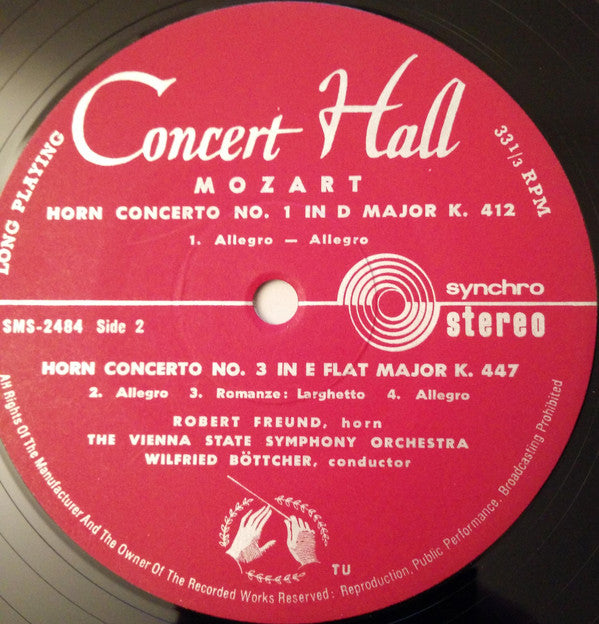 Concert Hall
LONG PLAYING
33 1/3 RPM
MOZART
HORN CONCERTO NO. 1 IN D MAJOR K. 412
1. Allegro — Allegro
synchro
stereo
SMS-2484 Side 2
HORN CONCERTO NO. 3 IN E FLAT MAJOR K. 447
2. Allegro 3. Romanze: Larghetto 4. Allegro
ROBERT FREUND, horn
THE VIENNA STATE SYMPHONY ORCHESTRA
WILFRIED BÖTTCHER, conductor
TU
All Rights Of The Manufacturer And The Owner Of The Recorded Works Reserved: Reproduction, Public Performance, Broadcasting Prohibited